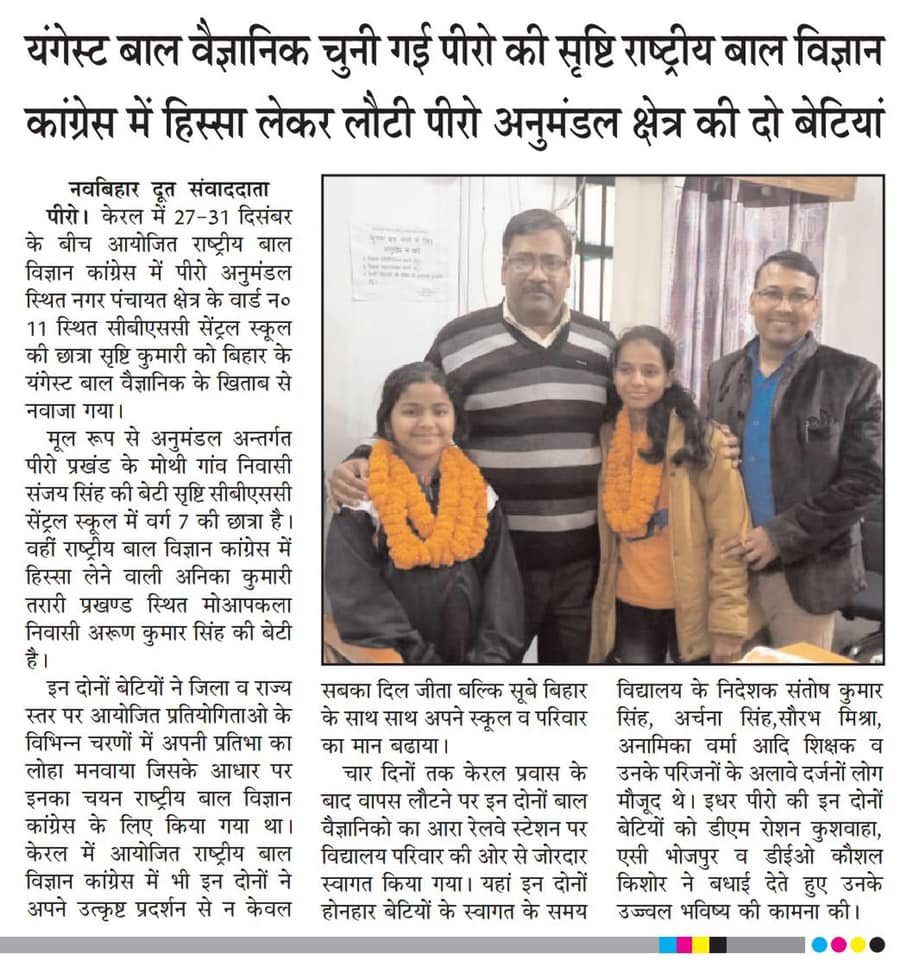 यंगेस्ट बाल वैज्ञानिक चुनी गई पीरो की सृष्टि राष्ट्रीय बाल विज्ञान
कांग्रेस में हिस्सा लेकर लौटी पीरो अनुमंडल क्षेत्र की दो बेटियां
नवबिहार दूत संवाददाता
पीरो। केरल में 27-31 दिसंबर
के बीच आयोजित राष्ट्रीय बाल
विज्ञान कांग्रेस में पीरो अनुमंडल
स्थित नगर पंचायत क्षेत्र के वार्ड न०
11 स्थित सीबीएससी सेंट्रल स्कूल
की छात्रा सृष्टि कुमारी को बिहार के
यंगेस्ट बाल वैज्ञानिक के खिताब से
नवाजा गया।
मूल रूप से अनुमंडल अन्तर्गत
पीरो प्रखंड के मोथी गांव निवासी
संजय सिंह की बेटी सृष्टि सीबीएससी
सेंट्रल स्कूल में वर्ग 7 की छात्रा है।
वहीं राष्ट्रीय बाल विज्ञान कांग्रेस में
हिस्सा लेने वाली अनिका कुमारी
तरारी प्रखण्ड स्थित मोआपकला
निवासी अरूण कुमार सिंह की बेटी
है।
इन दोनों बेटियों ने जिला व राज्य
स्तर पर आयोजित प्रतियोगिताओ के
विभिन्न चरणों में अपनी प्रतिभा का
लोहा मनवाया जिसके आधार पर
इनका चयन राष्ट्रीय बाल विज्ञान
कांग्रेस के लिए किया गया था।
केरल में आयोजित राष्ट्रीय बाल
विज्ञान कांग्रेस में भी इन दोनों ने
अपने उत्कृष्ट प्रदर्शन से न केवल
सबका दिल जीता बल्कि सूबे बिहार
के साथ साथ अपने स्कूल व परिवार
का मान बढाया।
चार दिनों तक केरल प्रवास के
बाद वापस लौटने पर इन दोनों बाल
वैज्ञानिको का आरा रेलवे स्टेशन पर
विद्यालय परिवार की ओर से जोरदार
स्वागत किया गया। यहां इन दोनों
होनहार बेटियों के स्वागत के समय
विद्यालय के निदेशक संतोष कुमार
सिंह, अर्चना सिंह,सौरभ मिश्रा,
अनामिका वर्मा आदि शिक्षक व
उनके परिजनों के अलावे दर्जनों लोग
मौजूद थे। इधर पीरो की इन दोनों
बेटियों को डीएम रोशन कुशवाहा,
एसी भोजपुर व डीईओ कौशल
किशोर ने बधाई देते हुए उनके
उज्ज्वल भविष्य की कामना की।